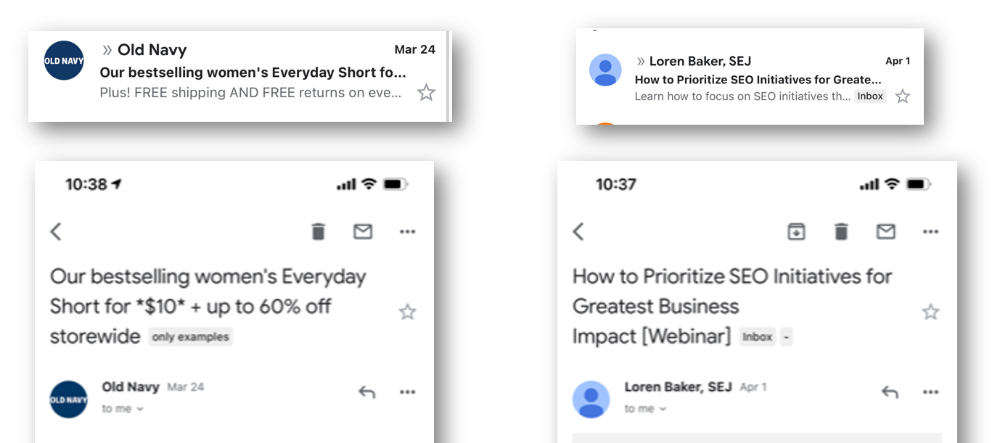 OLD NAVY
» Old Navy
Mar 24
Our bestselling women's Everyday Short fo...
Plus! FREE shipping AND FREE returns on eve...
» Loren Baker, SEJ
Apr 1
How to Prioritize SEO Initiatives for Greate...
Learn how to focus on SEO initiatives th... Inbox
10:38
Our bestselling women's Everyday
Short for *$10* + up to 60% off
storewide only examples
OLD NAVY
Old Navy Mar 24
to me
10:37
How to Prioritize SEO Initiatives for
Greatest Business
Impact [Webinar] Inbox -
Loren Baker, SEJ Apr 1
to me